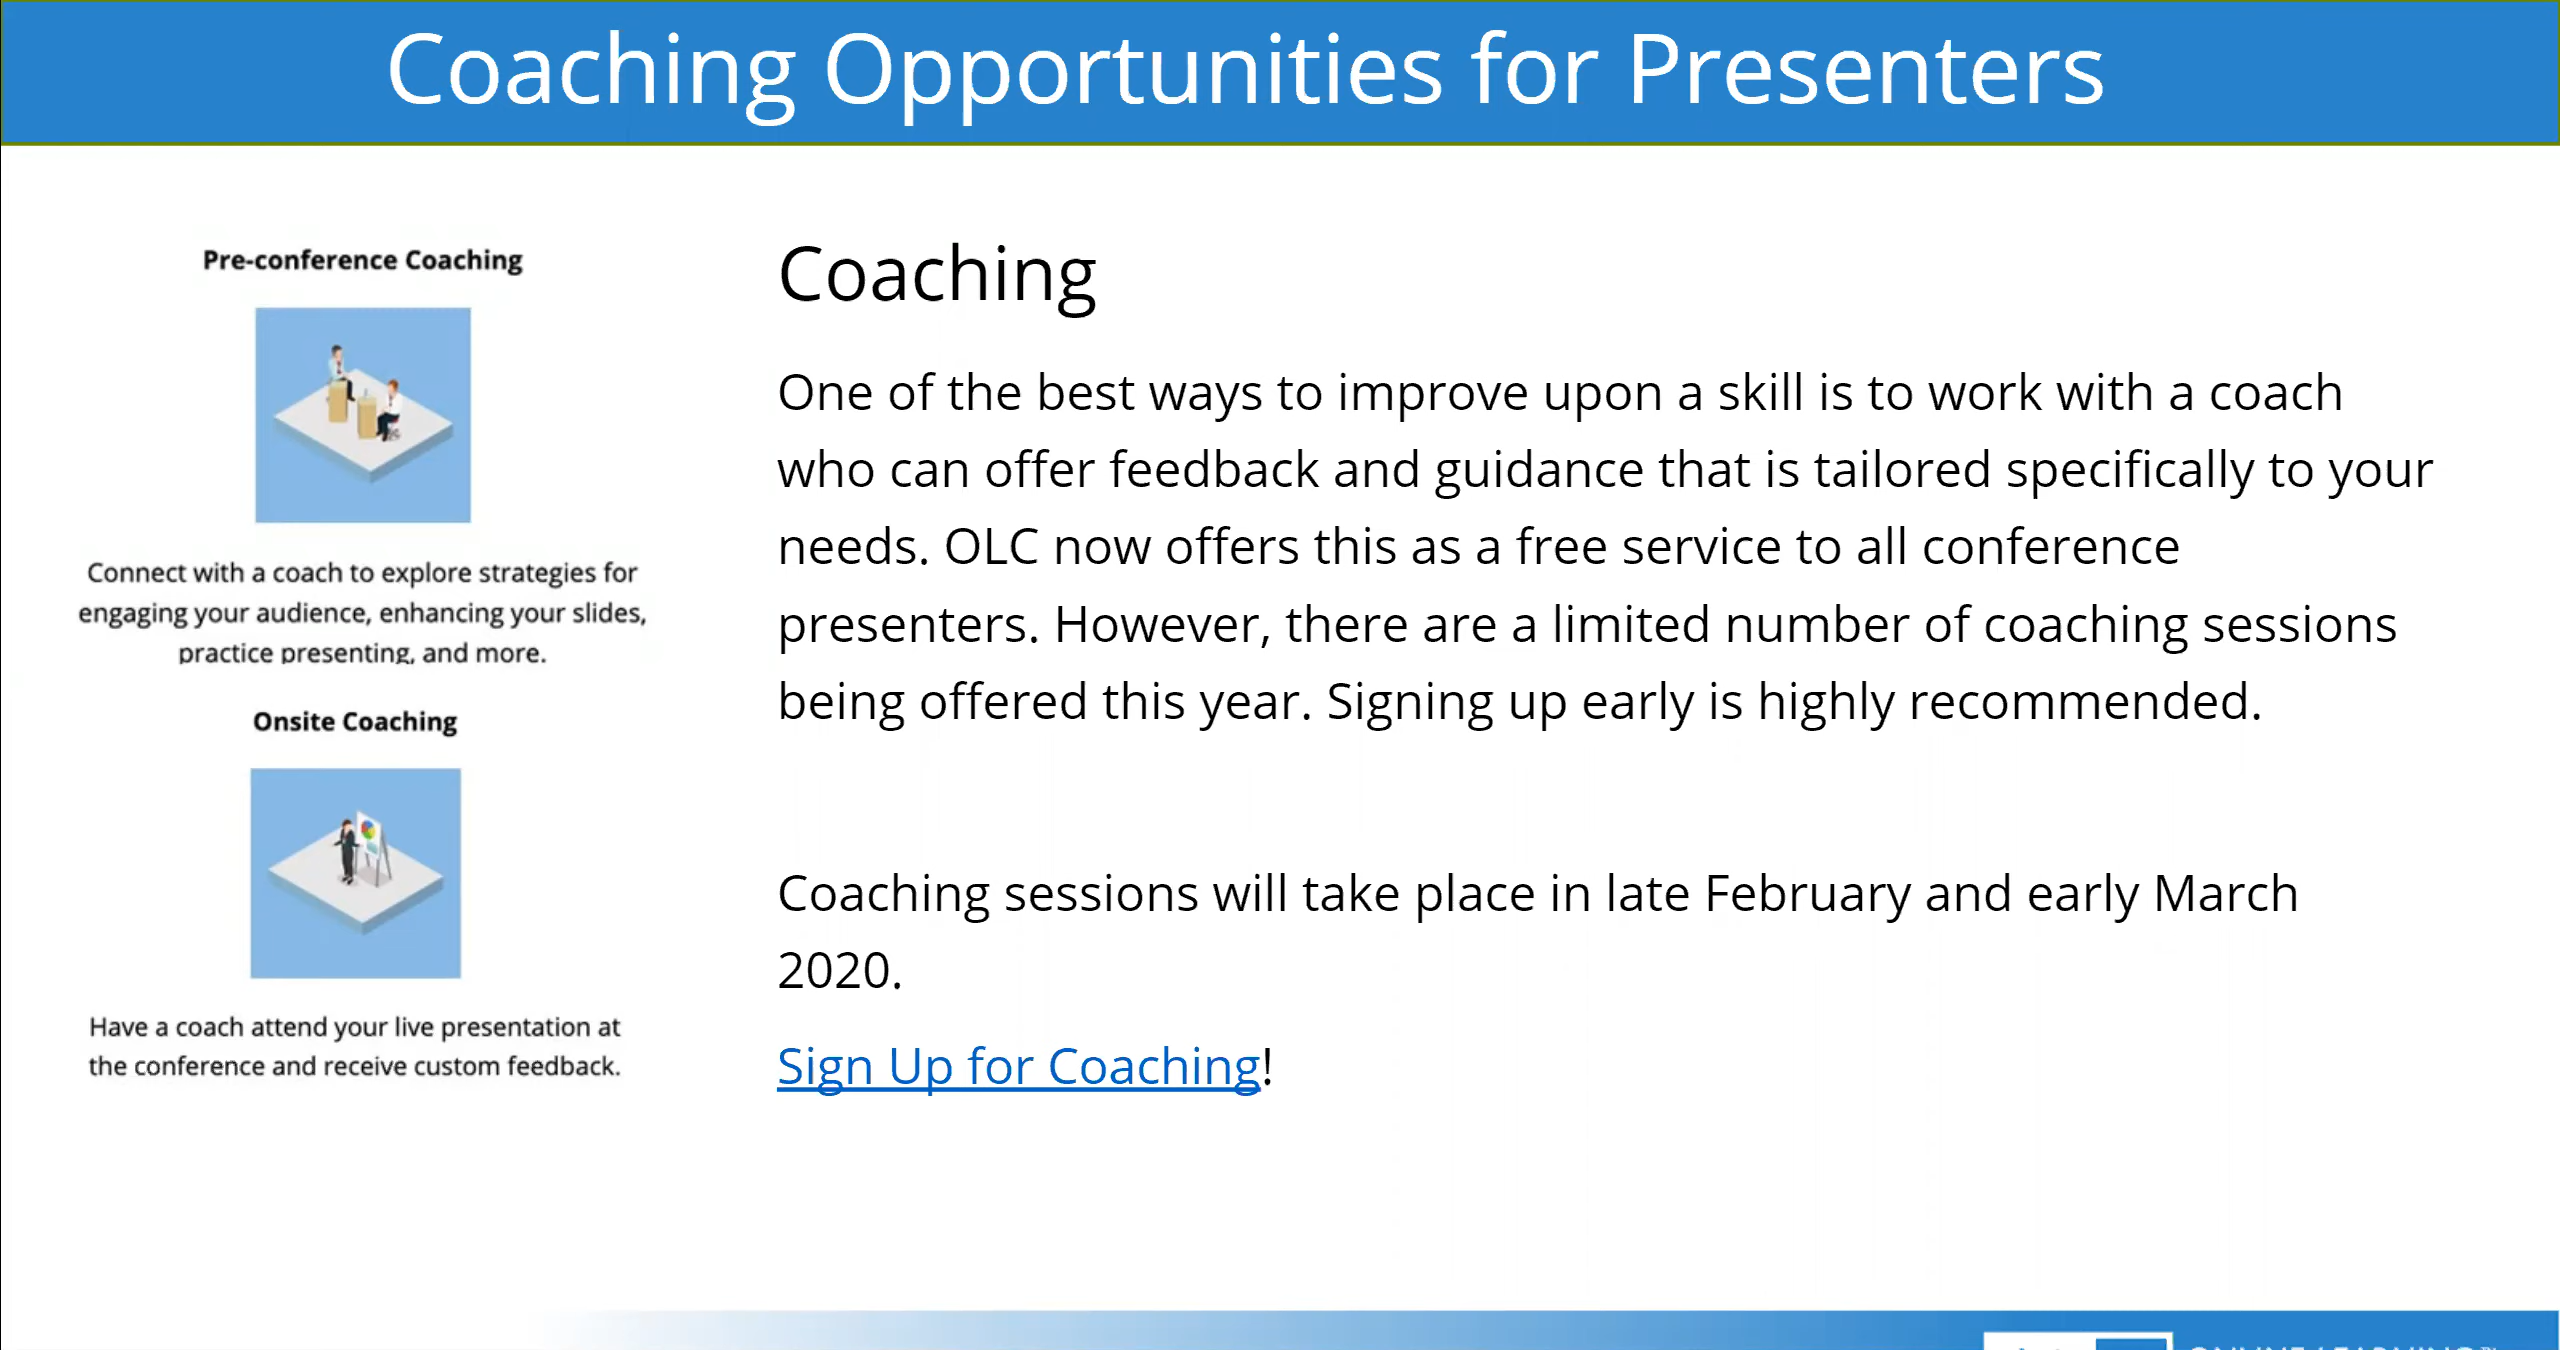 Coaching Opportunities for Presenters
Pre-conference Coaching
Connect with a coach to explore strategies for
engaging your audience, enhancing your slides,
practice presenting, and more.
Onsite Coaching
Have a coach attend your live presentation at
the conference and receive custom feedback.
Coaching
One of the best ways to improve upon a skill is to work with a coach
who can offer feedback and guidance that is tailored specifically to your
needs. OLC now offers this as a free service to all conference
presenters. However, there are a limited number of coaching sessions
being offered this year. Signing up early is highly recommended.
Coaching sessions will take place in late February and early March
2020.
Sign Up for Coaching!